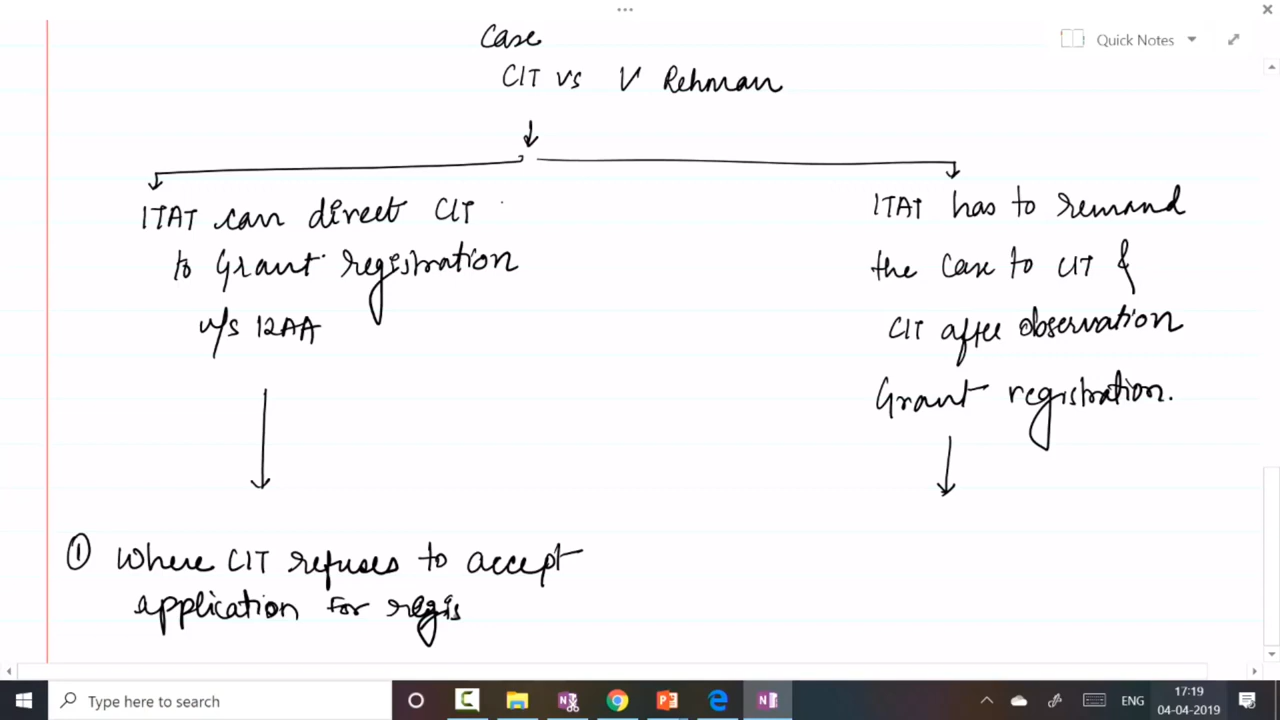 Case
Quick Notes
CIT vs V Rehman
ITAT can direct CIT
to Grant registration
u/s 12AA
ITAT has to remand
the Case to CIT &
CIT after observation
Grant registration.
① Where CIT refuses to accept
application for regis
Type here to search
ENG
17:19
04-04-2019